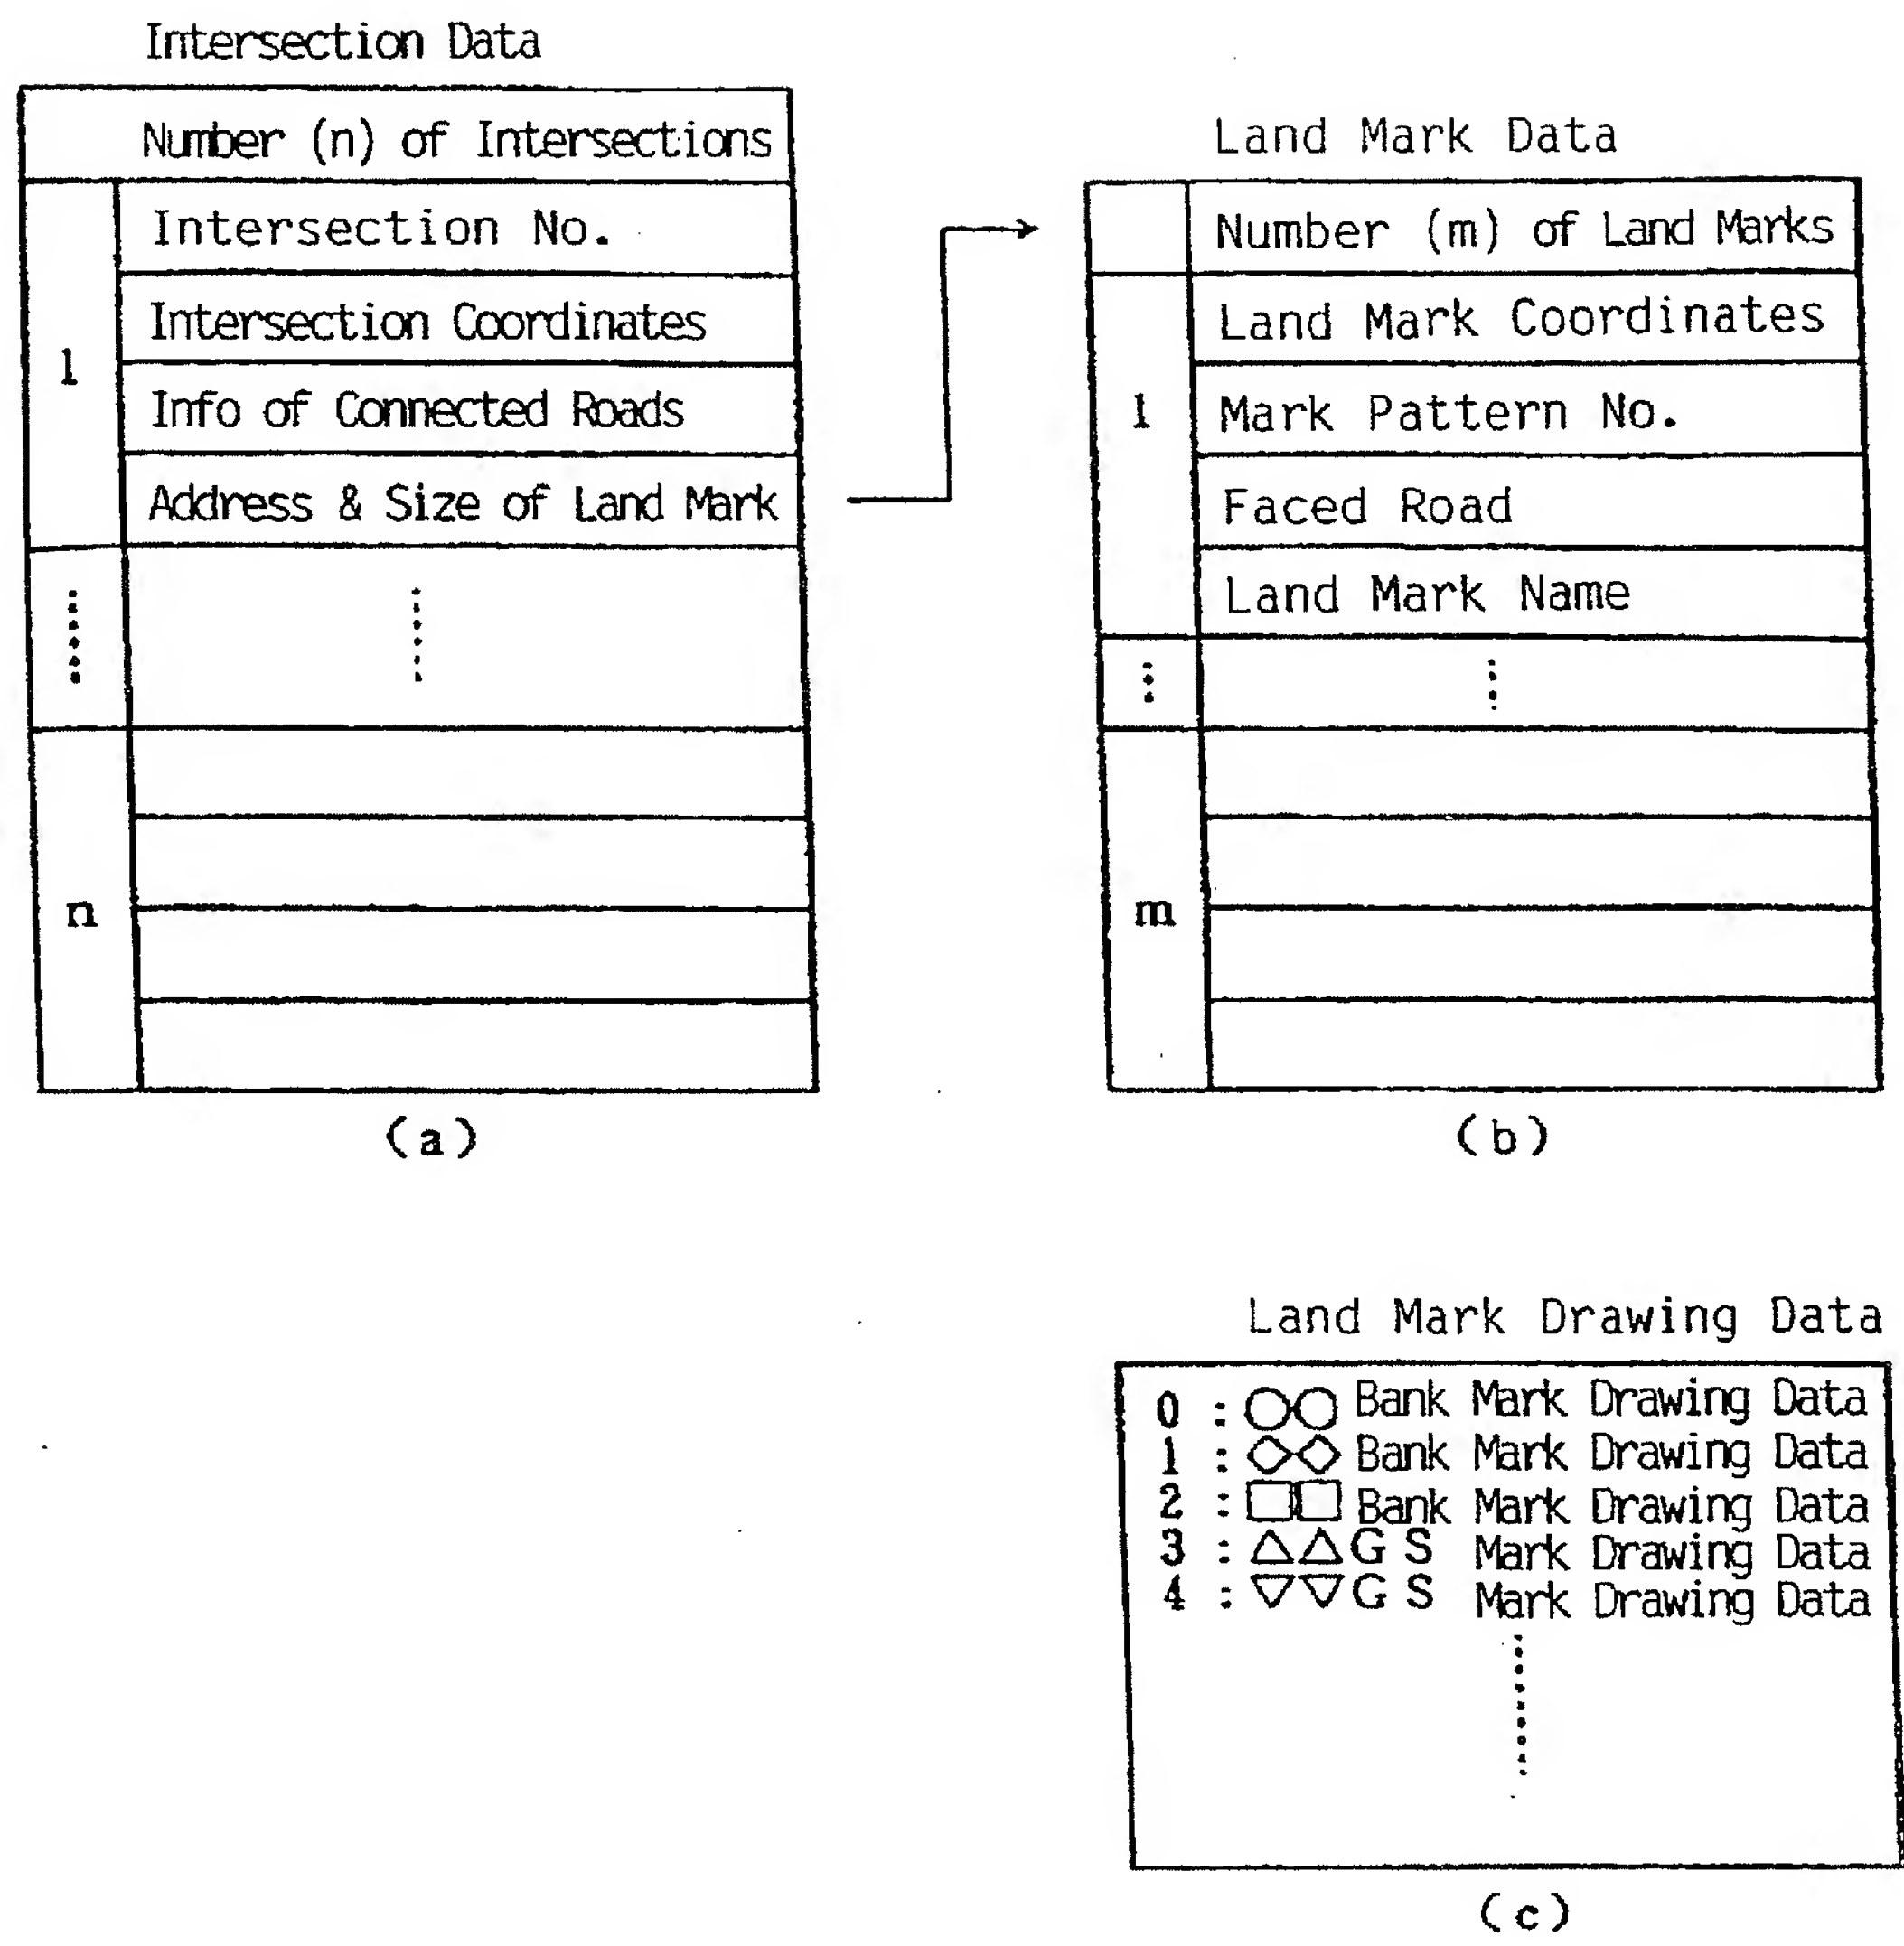 Intersection Data
Number (n) of Intersections
1
Intersection No.
Intersection Coordinates
Info of Connected Roads
Address & Size of Land Mark
n
(a)
Land Mark Data
Number (m) of Land Marks
1
Land Mark Coordinates
Mark Pattern No.
Faced Road
Land Mark Name
m
(b)
Land Mark Drawing Data
0 : ○○ Bank Mark Drawing Data
1 : ◇◇ Bank Mark Drawing Data
2 : □□ Bank Mark Drawing Data
3 : △△ G S Mark Drawing Data
4 : ▽▽ G S Mark Drawing Data
(c)